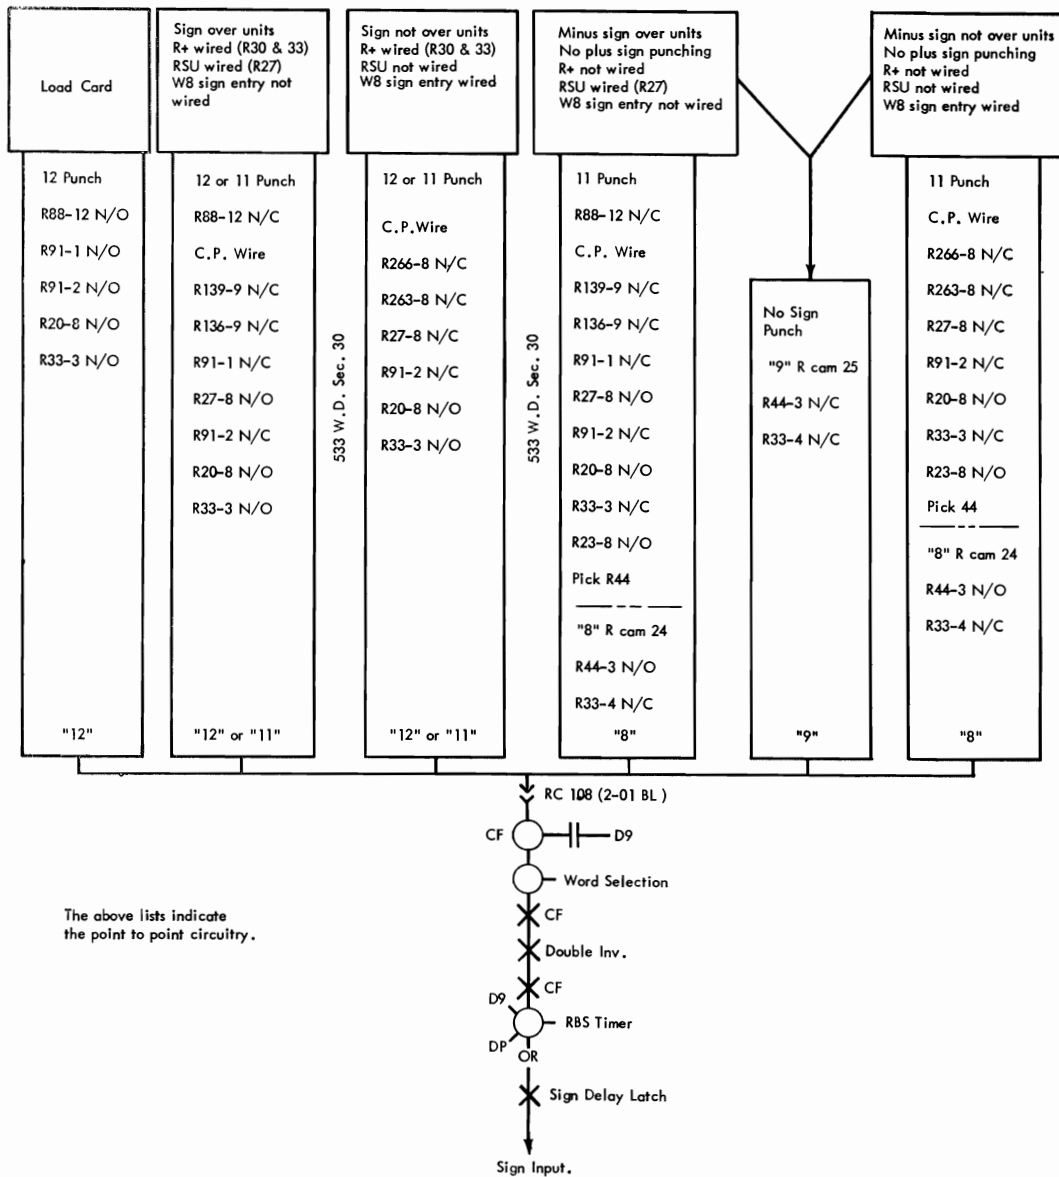 Load Card
Sign over units
R+ wired (R30 & 33)
RSU wired (R27)
W8 sign entry not
wired
Sign not over units
R+ wired (R30 & 33)
RSU not wired
W8 sign entry wired
Minus sign over units
No plus sign punching
R+ not wired
RSU wired (R27)
W8 sign entry not wired
Minus sign not over units
No plus sign punching
R+ not wired
RSU not wired
W8 sign entry wired
12 Punch
R88-12 N/O
R91-1 N/O
R91-2 N/O
R20-8 N/O
R33-3 N/O
"12"
12 or 11 Punch
R88-12 N/C
C.P. Wire
R139-9 N/C
R136-9 N/C
R91-1 N/C
R27-8 N/O
R91-2 N/C
R20-8 N/O
R33-3 N/O
"12" or "11"
533 W.D. Sec. 30
12 or 11 Punch
C.P.Wire
R266-8 N/C
R263-8 N/C
R27-8 N/C
R91-2 N/C
R20-8 N/O
R33-3 N/O
"12" or "11"
533 W.D. Sec. 30
11 Punch
R88-12 N/C
C.P. Wire
R139-9 N/C
R136-9 N/C
R91-1 N/C
R27-8 N/O
R91-2 N/C
R20-8 N/O
R33-3 N/C
R23-8 N/O
Pick R44
"8" R cam 24
R44-3 N/O
R33-4 N/C
"8"
No Sign
Punch
"9" R cam 25
R44-3 N/C
R33-4 N/C
"9"
11 Punch
C.P. Wire
R266-8 N/C
R263-8 N/C
R27-8 N/C
R91-2 N/C
R20-8 N/O
R33-3 N/C
R23-8 N/O
Pick 44
"8" R cam 24
R44-3 N/O
R33-4 N/C
"8"
RC 108 (2-01 BL )
CF
D9
Word Selection
CF
Double Inv.
CF
D9
RBS Timer
DP
OR
Sign Delay Latch
Sign Input.
The above lists indicate
the point to point circuitry.